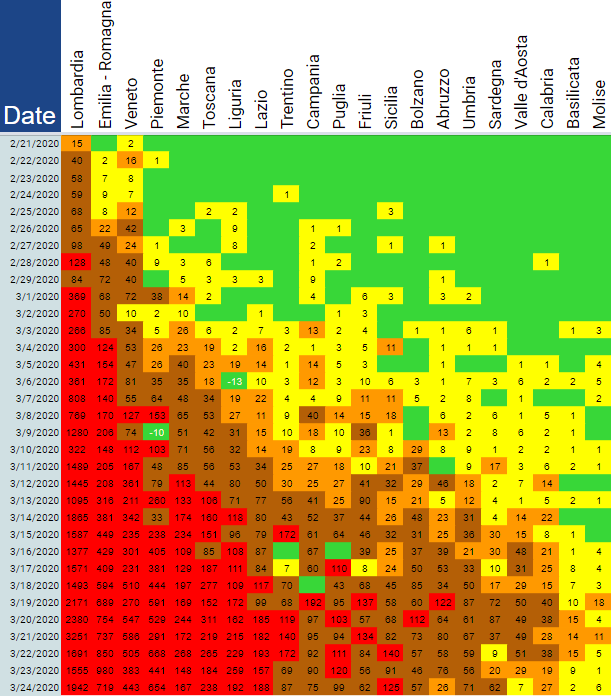 Date Lombardia Emilia - Romagna Veneto Piemonte Marche Toscana Liguria Lazio Trentino Campania Puglia Friuli Sicilia Bolzano Abruzzo Umbria Sardegna Valle d'Aosta Calabria Basilicata Molise
2/21/2020 15 2
2/22/2020 40 2 16 1
2/23/2020 58 7 8
2/24/2020 59 9 7 1
2/25/2020 68 8 12 2 2 3
2/26/2020 65 22 42 3 9 1 1
2/27/2020 98 49 24 1 8 2 1 1
2/28/2020 128 48 40 9 3 6 1 2 1
2/29/2020 84 72 40 5 3 3 3 9 1
3/1/2020 369 68 72 38 14 2 4 6 3 3 2
3/2/2020 270 50 10 2 10 1 1 3
3/3/2020 266 85 34 5 26 6 2 7 3 13 2 4 1 1 6 1 1 3
3/4/2020 300 124 53 26 23 19 2 16 2 1 3 5 11 1 1
3/5/2020 431 154 47 26 40 23 19 14 1 14 5 3 1 1 1 4
3/6/2020 361 172 81 35 35 18 -13 10 3 12 3 10 6 3 1 7 3 6 2 2 5
3/7/2020 808 140 55 64 48 34 19 22 4 4 9 11 11 5 2 8 1 2
3/8/2020 769 170 127 153 65 53 27 11 9 40 14 15 18 6 2 6 1 5 1
3/9/2020 1280 206 74 -10 51 42 31 15 10 18 10 36 1 13 2 8 6 2 1
3/10/2020 322 148 112 103 71 56 32 14 19 8 9 23 8 29 8 9 1 2 2 1 1
3/11/2020 1489 205 167 48 85 56 53 34 25 27 18 10 21 37 9 17 3 6 2 1
3/12/2020 1445 208 361 79 113 44 80 50 30 25 27 41 32 29 46 18 2 7 14
3/13/2020 1095 316 211 260 133 106 71 77 56 41 25 90 15 21 5 12 4 1 5 2 1
3/14/2020 1865 381 342 33 174 160 118 80 43 52 37 44 26 48 23 31 4 14 22
3/15/2020 1587 449 235 238 234 151 96 79 172 61 64 46 32 31 25 36 30 15 8 1
3/16/2020 1377 429 301 405 109 85 108 87 67 39 25 37 39 21 30 48 21 1 4
3/17/2020 1571 409 231 381 129 187 111 84 7 60 110 8 24 50 53 33 10 31 25 8 4
3/18/2020 1493 594 510 444 197 277 109 117 70 43 68 45 85 34 50 17 29 15 7 3
3/19/2020 2171 689 270 591 159 152 172 99 68 192 95 137 58 60 122 87 72 50 40 10 18
3/20/2020 2380 754 547 529 244 311 162 185 119 97 103 57 68 112 64 61 87 49 38 15 4
3/21/2020 3251 737 586 291 172 219 215 182 140 95 94 134 82 73 80 67 37 49 28 14 11
3/22/2020 1691 850 505 668 268 265 229 193 172 92 111 84 140 57 58 59 9 51 38 15 5
3/23/2020 1555 980 383 441 148 184 259 157 69 90 120 56 91 46 76 56 20 29 19 9 1
3/24/2020 1942 719 443 654 167 238 192 188 87 75 99 62 125 57 26 71 62 7 27 2 6